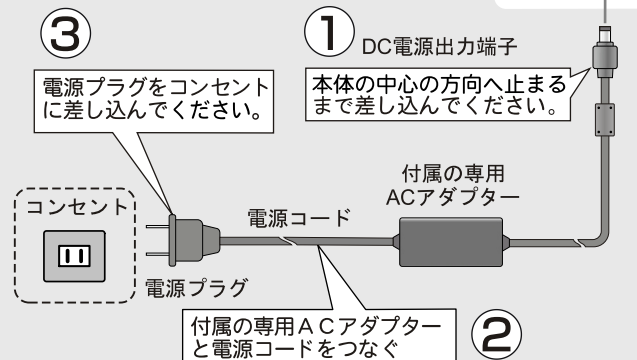 ③
電源プラグをコンセント
に差し込んでください。
①
DC電源出力端子
本体の中心の方向へ止まる
まで差し込んでください。
付属の専用
ACアダプター
コンセント
電源コード
電源プラグ
付属の専用ACアダプター
と電源コードをつなぐ
②